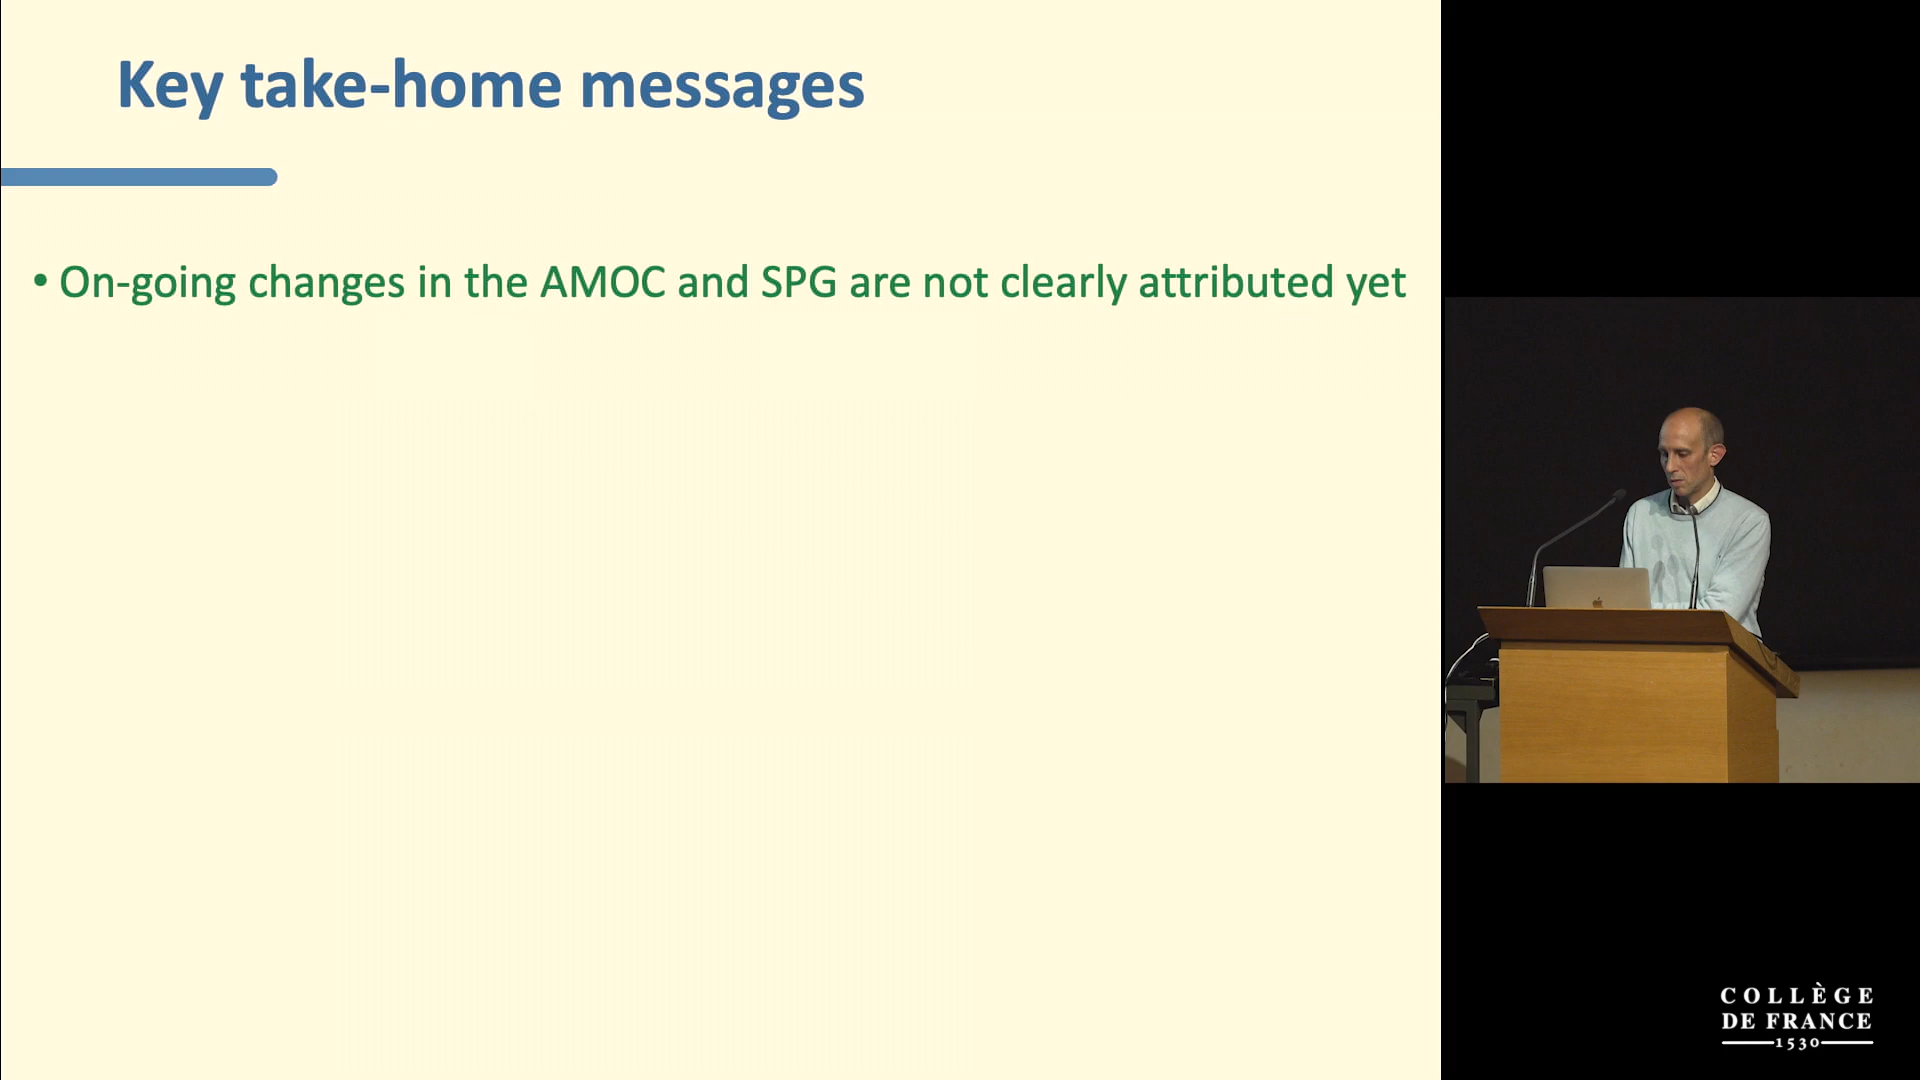 Key take-home messages
• On-going changes in the AMOC and SPG are not clearly attributed yet
COLLÈGE
DE FRANCE
1530